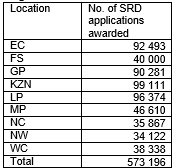 Location No. of SRD
applications
awarded
EC 92 493
FS 40 000
GP 90 281
KZN 99 111
LP 96 374
MP 46 610
NC 35 867
NW 34 122
WC 38 338
Total 573 196